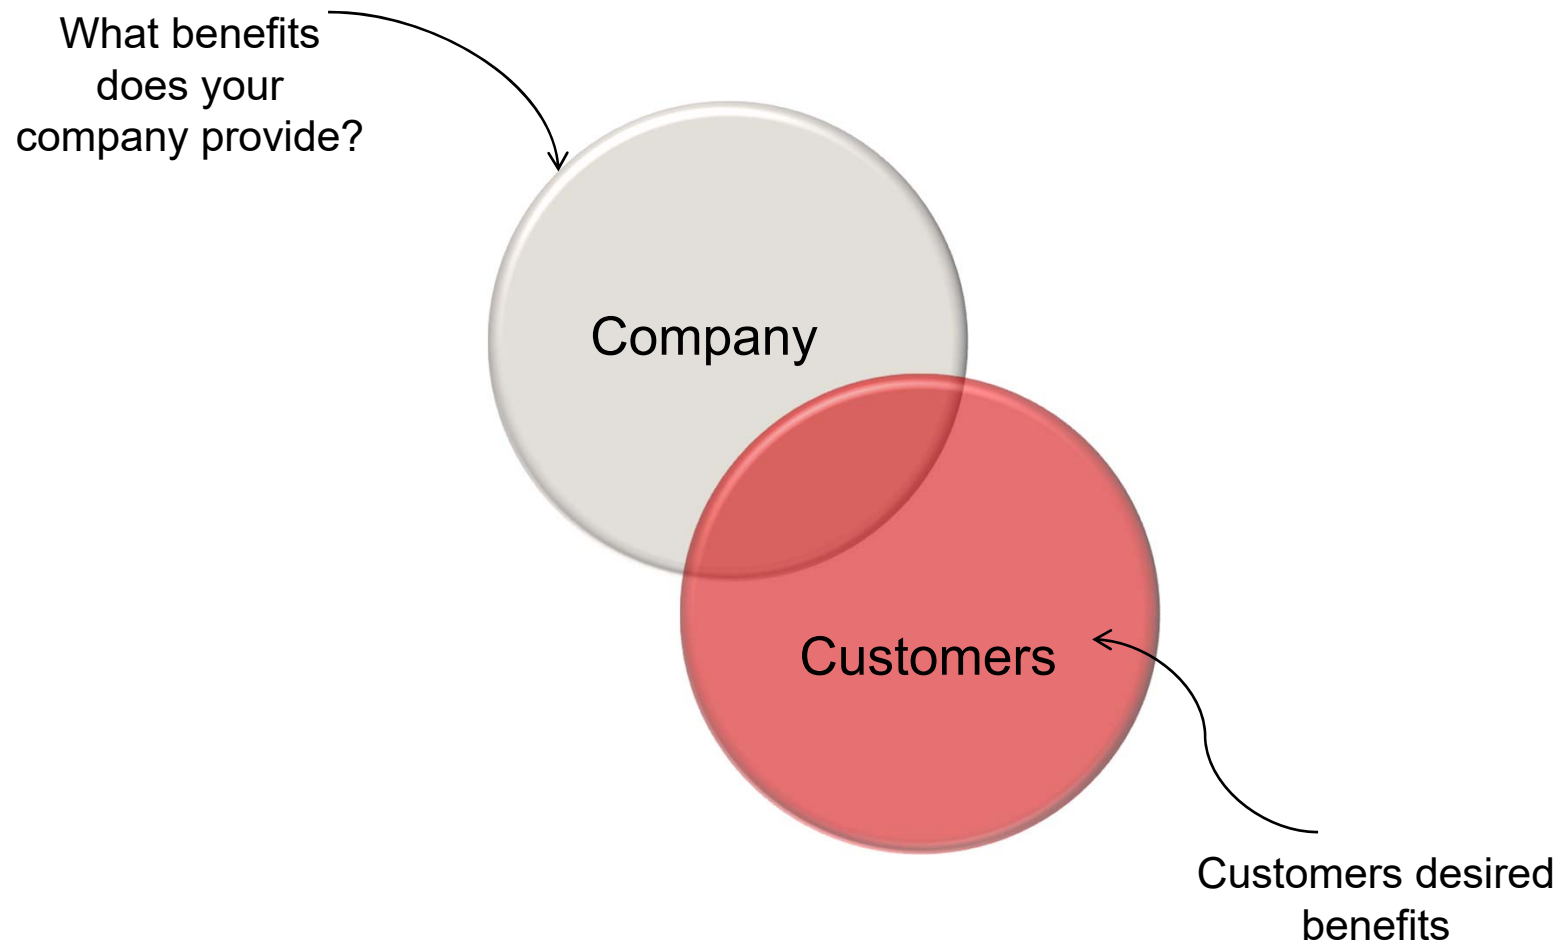 What benefits
does your
company provide?
Company
Customers
Customers desired
benefits